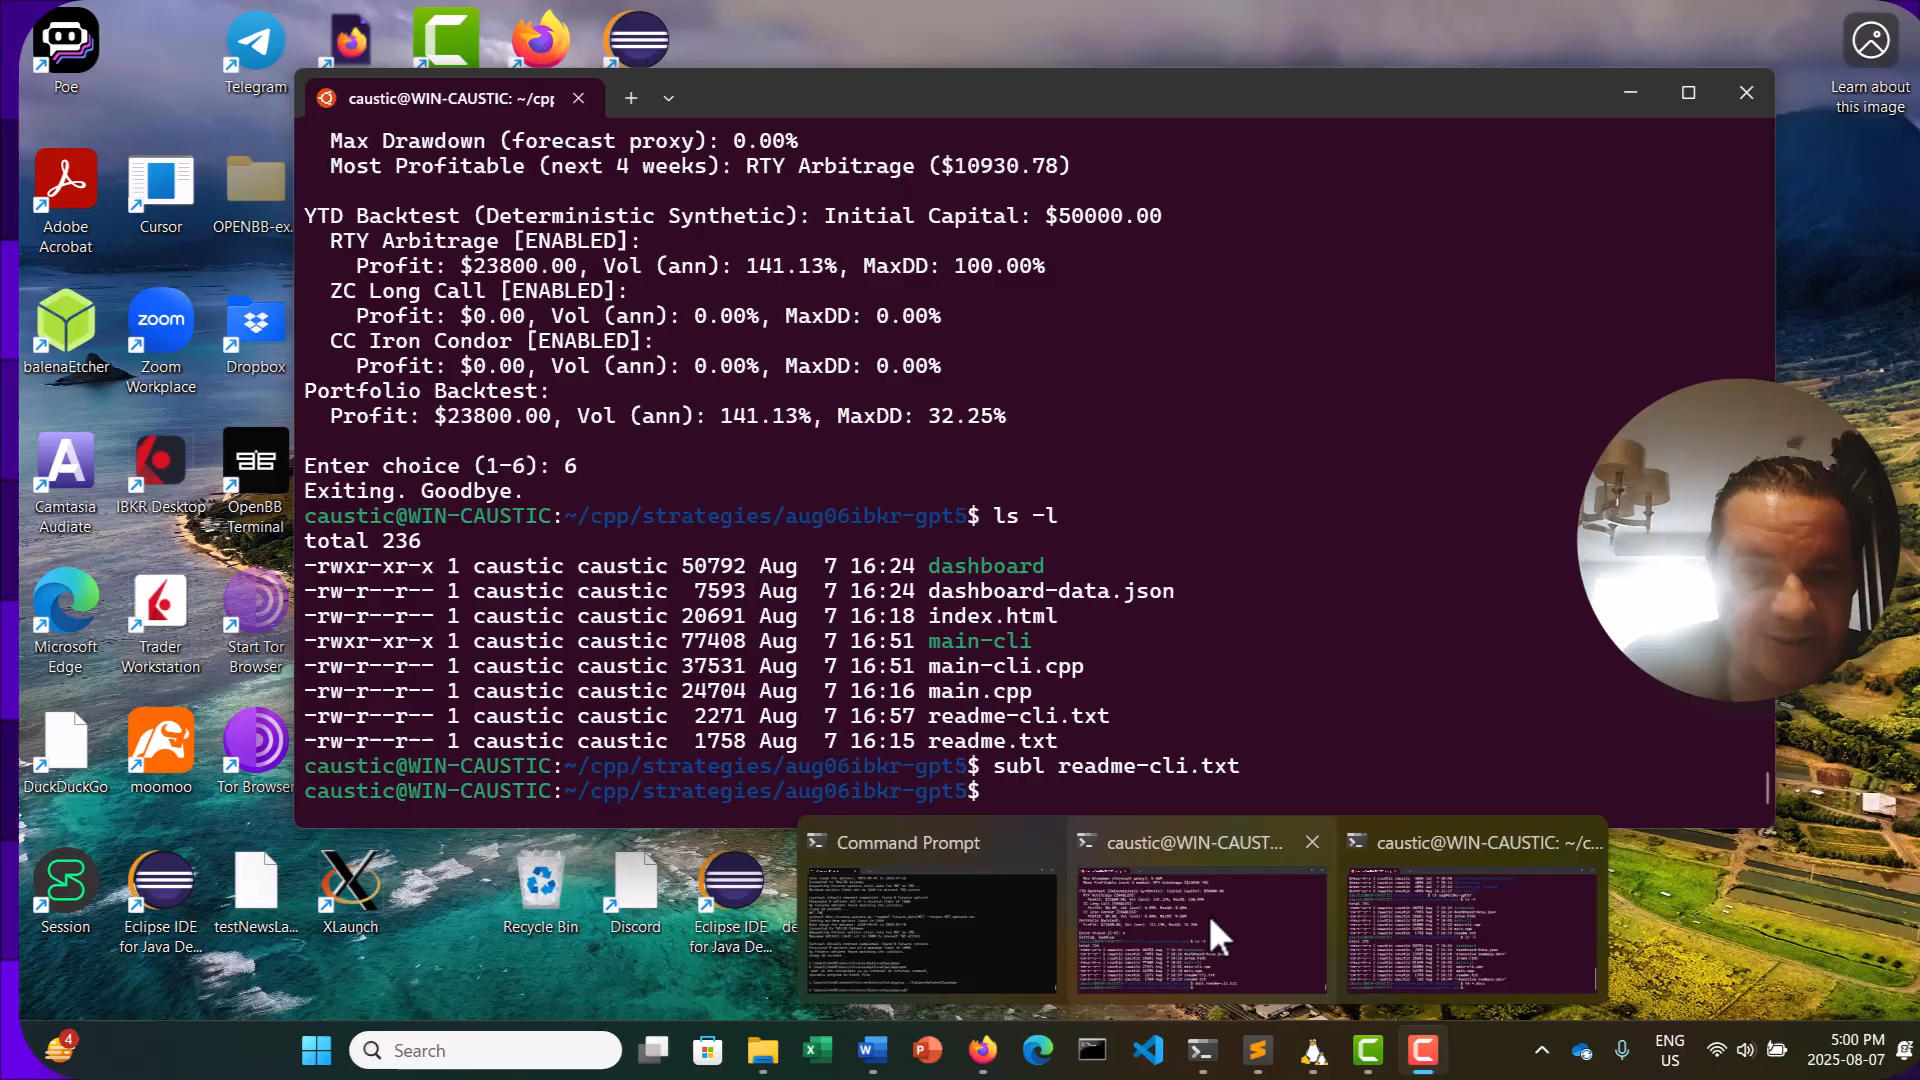 Poe
Telegram
Learn about
this image
caustic@WIN-CAUSTIC: ~/cpp
Max Drawdown (forecast proxy): 0.00%
Most Profitable (next 4 weeks): RTY Arbitrage ($10930.78)
YTD Backtest (Deterministic Synthetic): Initial Capital: $50000.00
RTY Arbitrage [ENABLED]:
Profit: $23800.00, Vol (ann): 141.13%, MaxDD: 100.00%
ZC Long Call [ENABLED]:
Profit: $0.00, Vol (ann): 0.00%, MaxDD: 0.00%
CC Iron Condor [ENABLED]:
Profit: $0.00, Vol (ann): 0.00%, MaxDD: 0.00%
Portfolio Backtest:
Profit: $23800.00, Vol (ann): 141.13%, MaxDD: 32.25%
Enter choice (1-6): 6
Exiting. Goodbye.
caustic@WIN-CAUSTIC:~/cpp/strategies/aug06ibkr-gpt5$ ls -l
total 236
-rwxr-xr-x 1 caustic caustic 50792 Aug  7 16:24 dashboard
-rw-r--r-- 1 caustic caustic  7593 Aug  7 16:24 dashboard-data.json
-rw-r--r-- 1 caustic caustic 20691 Aug  7 16:18 index.html
-rwxr-xr-x 1 caustic caustic 77408 Aug  7 16:51 main-cli
-rw-r--r-- 1 caustic caustic 37531 Aug  7 16:51 main-cli.cpp
-rw-r--r-- 1 caustic caustic 24704 Aug  7 16:16 main.cpp
-rw-r--r-- 1 caustic caustic  2271 Aug  7 16:57 readme-cli.txt
-rw-r--r-- 1 caustic caustic  1758 Aug  7 16:15 readme.txt
caustic@WIN-CAUSTIC:~/cpp/strategies/aug06ibkr-gpt5$ subl readme-cli.txt
caustic@WIN-CAUSTIC:~/cpp/strategies/aug06ibkr-gpt5$
Adobe
Acrobat
Cursor
OPENBB-ex...
balenaEtcher
zoom
Zoom
Workplace
Dropbox
Camtasia
Audiate
IBKR Desktop
OpenBB
Terminal
Microsoft
Edge
Trader
Workstation
Start Tor
Browser
DuckDuckGo
moomoo
Tor Browser
Session
Eclipse IDE
for Java De...
testNewsLa...
XLaunch
Recycle Bin
Discord
Eclipse IDE
for Java De...
de
Command Prompt
caustic@WIN-CAUST...
caustic@WIN-CAUSTIC: ~/c...
4
Search
ENG
US
5:00 PM
2025-08-07